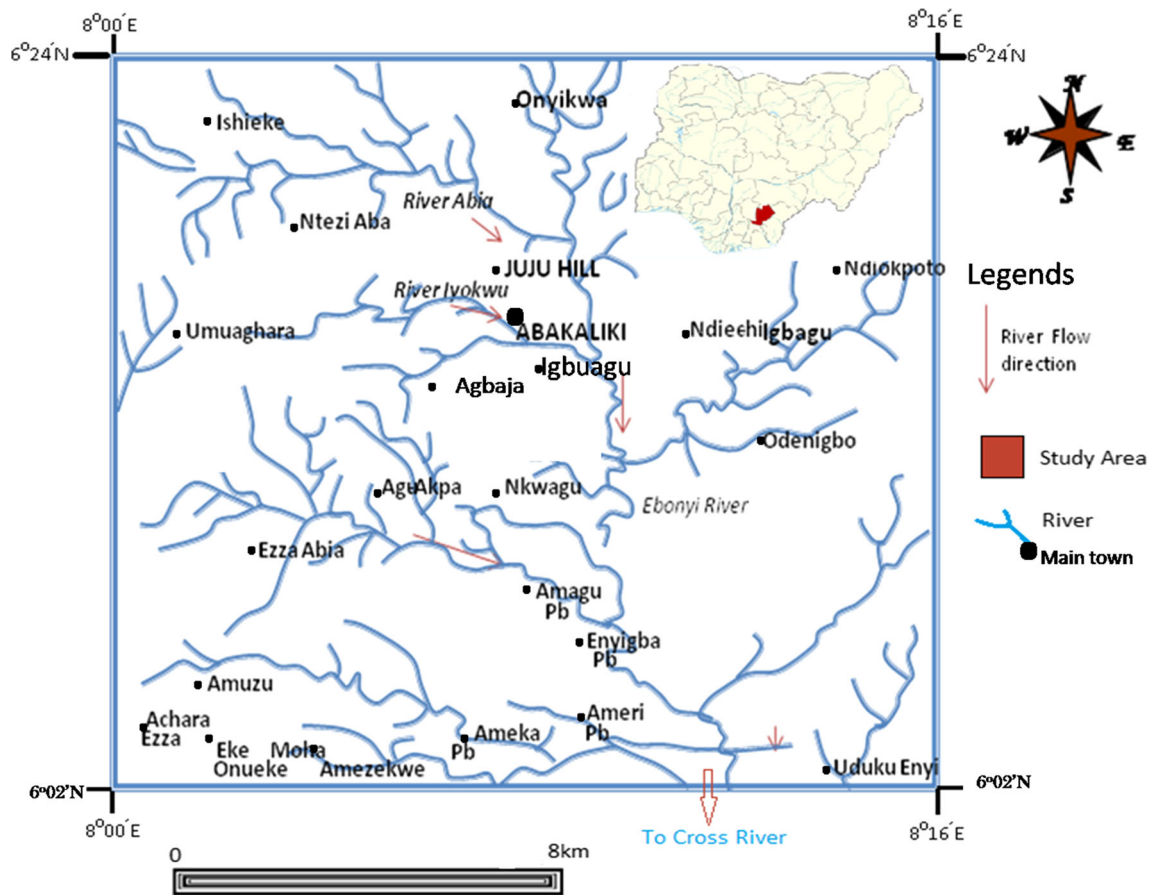 8°00´E
8°16´E
6°24´N
6°24´N
N
W
E
S
Onyikwa
Ishieke
River Abia
Ntezi Aba
JUJU HILL
Ndiokpoto
Legends
River Iyokwu
Umuaghara
ABAKALIKI
Ndiechi Igbagu
River Flow
direction
Igbuagu
Agbaja
Odenigbo
Study Area
Agu Akpa
Nkwagu
Ebonyi River
River
Main town
Ezza Abia
Amagu
Pb
Enyigba
Pb
Amuzu
Achara
Ezza
Ameri
Pb
Ameka
Pb
Eke
Onueke
Moha
Amezekwe
Uduku Enyi
6°02'N
6°02'N
8°00´E
8°16´E
To Cross River
0
8km